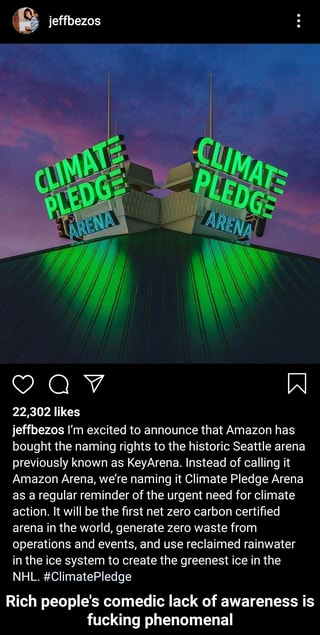 jeffbezos
CLIMATE
PLEDGE
ARENA
CLIMATE
PLEDGE
ARENA
22,302 likes
jeffbezos I'm excited to announce that Amazon has
bought the naming rights to the historic Seattle arena
previously known as KeyArena. Instead of calling it
Amazon Arena, we're naming it Climate Pledge Arena
as a regular reminder of the urgent need for climate
action. It will be the first net zero carbon certified
arena in the world, generate zero waste from
operations and events, and use reclaimed rainwater
in the ice system to create the greenest ice in the
NHL. #ClimatePledge
Rich people's comedic lack of awareness is
fucking phenomenal